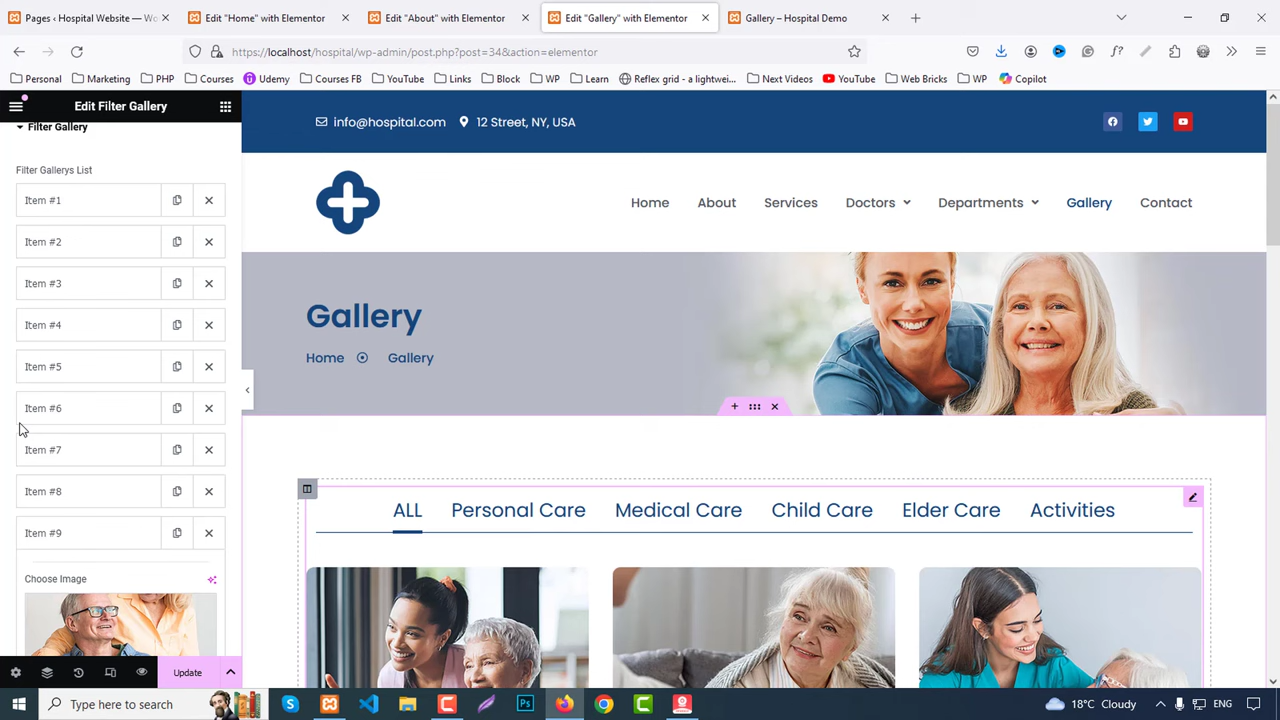 Pages ‹ Hospital Website — Wo
Edit "Home" with Elementor
Edit "About" with Elementor
Edit "Gallery" with Elementor
Gallery – Hospital Demo
https://localhost/hospital/wp-admin/post.php?post=34&action=elementor
Personal
Marketing
PHP
Courses
Udemy
Courses FB
YouTube
Links
Block
WP
Learn
Reflex grid - a lightwei...
Next Videos
YouTube
Web Bricks
WP
Copilot
Edit Filter Gallery
info@hospital.com
12 Street, NY, USA
Filter Gallery
Filter Gallerys List
Item #1
Item #2
Item #3
Item #4
Item #5
Item #6
Item #7
Item #8
Item #9
Choose Image
Update
Home
About
Services
Doctors
Departments
Gallery
Contact
Gallery
Home
Gallery
ALL
Personal Care
Medical Care
Child Care
Elder Care
Activities
Type here to search
18°C Cloudy
ENG